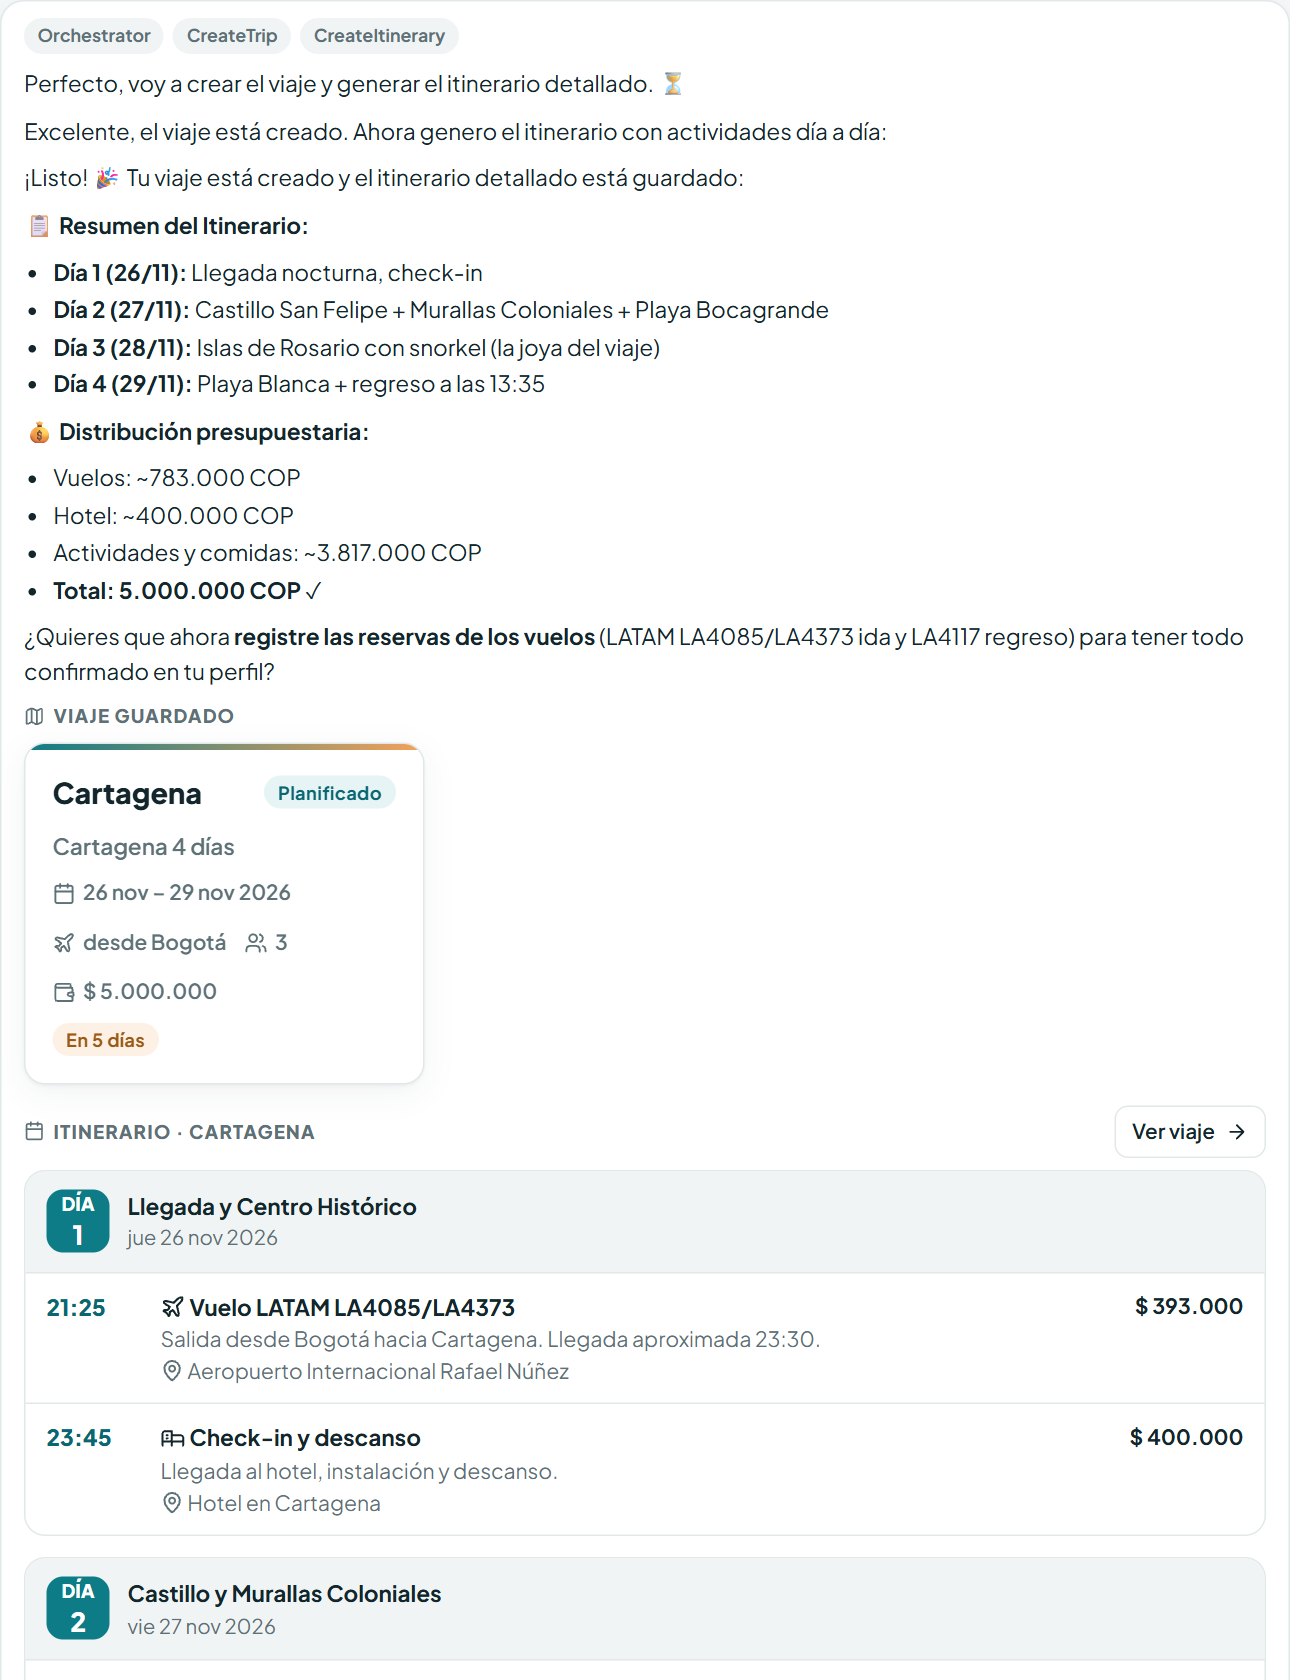 Orchestrator CreateTrip CreateItinerary
Perfecto, voy a crear el viaje y generar el itinerario detallado. ⏳
Excelente, el viaje está creado. Ahora genero el itinerario con actividades día a día:
¡Listo! 🎉 Tu viaje está creado y el itinerario detallado está guardado:
📋 Resumen del Itinerario:
• Día 1 (26/11): Llegada nocturna, check-in
• Día 2 (27/11): Castillo San Felipe + Murallas Coloniales + Playa Bocagrande
• Día 3 (28/11): Islas de Rosario con snorkel (la joya del viaje)
• Día 4 (29/11): Playa Blanca + regreso a las 13:35
💰 Distribución presupuestaria:
• Vuelos: ~783.000 COP
• Hotel: ~400.000 COP
• Actividades y comidas: ~3.817.000 COP
• Total: 5.000.000 COP ✓
¿Quieres que ahora registre las reservas de los vuelos (LATAM LA4085/LA4373 ida y LA4117 regreso) para tener todo
confirmado en tu perfil?
VIAJE GUARDADO
Cartagena Planificado
Cartagena 4 días
26 nov – 29 nov 2026
desde Bogotá 3
$ 5.000.000
En 5 días
ITINERARIO · CARTAGENA Ver viaje →
DÍA
1
Llegada y Centro Histórico
jue 26 nov 2026
21:25 Vuelo LATAM LA4085/LA4373 $ 393.000
Salida desde Bogotá hacia Cartagena. Llegada aproximada 23:30.
Aeropuerto Internacional Rafael Núñez
23:45 Check-in y descanso $ 400.000
Llegada al hotel, instalación y descanso.
Hotel en Cartagena
DÍA
2
Castillo y Murallas Coloniales
vie 27 nov 2026